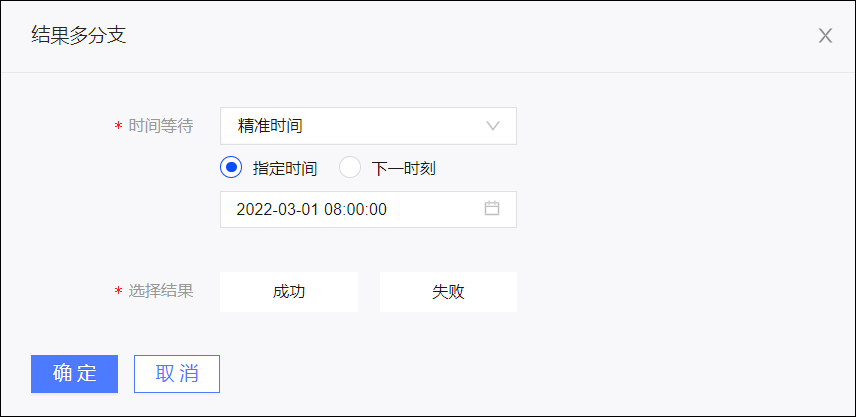 结果多分支
* 时间等待 精准时间
指定时间 下一时刻
2022-03-01 08:00:00
* 选择结果 成功 失败
确定 取消